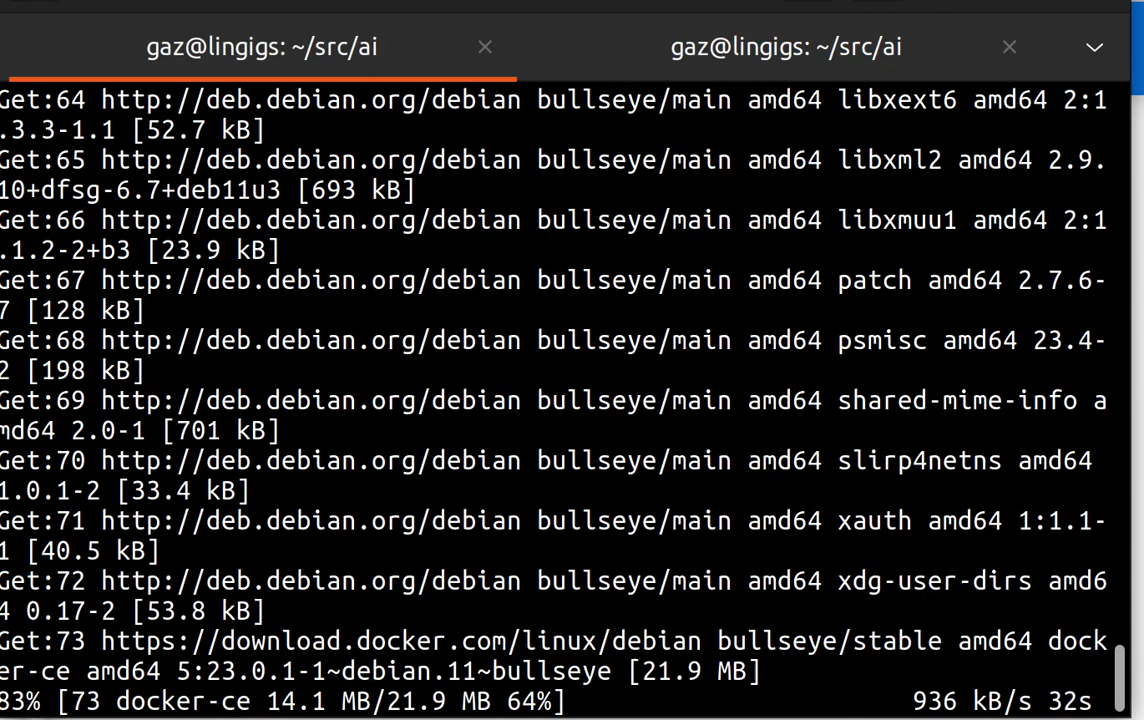 gaz@lingigs: ~/src/ai × gaz@lingigs: ~/src/ai ×
Get:64 http://deb.debian.org/debian bullseye/main amd64 libxext6 amd64 2:1
.3.3-1.1 [52.7 kB]
Get:65 http://deb.debian.org/debian bullseye/main amd64 libxml2 amd64 2.9.
10+dfsg-6.7+deb11u3 [693 kB]
Get:66 http://deb.debian.org/debian bullseye/main amd64 libxmuu1 amd64 2:1
.1.2-2+b3 [23.9 kB]
Get:67 http://deb.debian.org/debian bullseye/main amd64 patch amd64 2.7.6-
7 [128 kB]
Get:68 http://deb.debian.org/debian bullseye/main amd64 psmisc amd64 23.4-
2 [198 kB]
Get:69 http://deb.debian.org/debian bullseye/main amd64 shared-mime-info a
md64 2.0-1 [701 kB]
Get:70 http://deb.debian.org/debian bullseye/main amd64 slirp4netns amd64
1.0.1-2 [33.4 kB]
Get:71 http://deb.debian.org/debian bullseye/main amd64 xauth amd64 1:1.1-
1 [40.5 kB]
Get:72 http://deb.debian.org/debian bullseye/main amd64 xdg-user-dirs amd6
4 0.17-2 [53.8 kB]
Get:73 https://download.docker.com/linux/debian bullseye/stable amd64 dock
er-ce amd64 5:23.0.1-1~debian.11~bullseye [21.9 MB]
83% [73 docker-ce 14.1 MB/21.9 MB 64%] 936 kB/s 32s